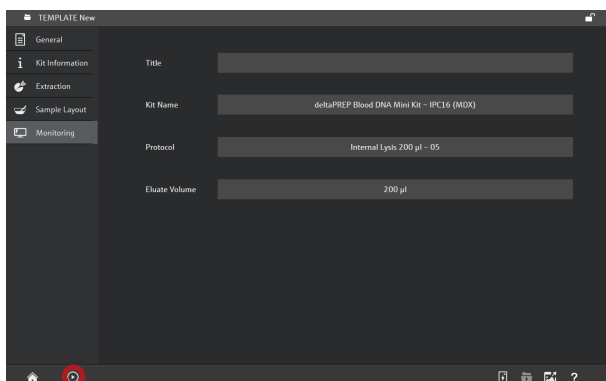 TEMPLATE New
General
Kit Information
Extraction
Sample Layout
Monitoring
Title
Kit Name
deltaPREP Blood DNA Mini Kit – IPC16 (MDX)
Protocol
Internal Lysis 200 µl – 05
Eluate Volume
200 µl
?